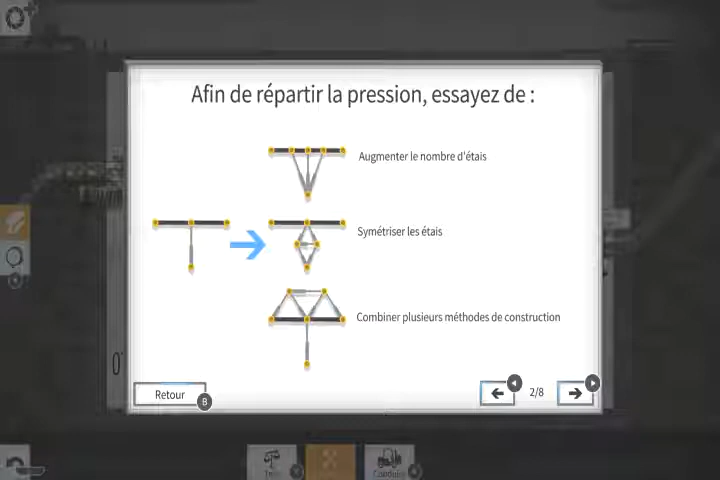 Afin de répartir la pression, essayez de :
Augmenter le nombre d'étais
Symétriser les étais
Combiner plusieurs méthodes de construction
Retour
B
2/8